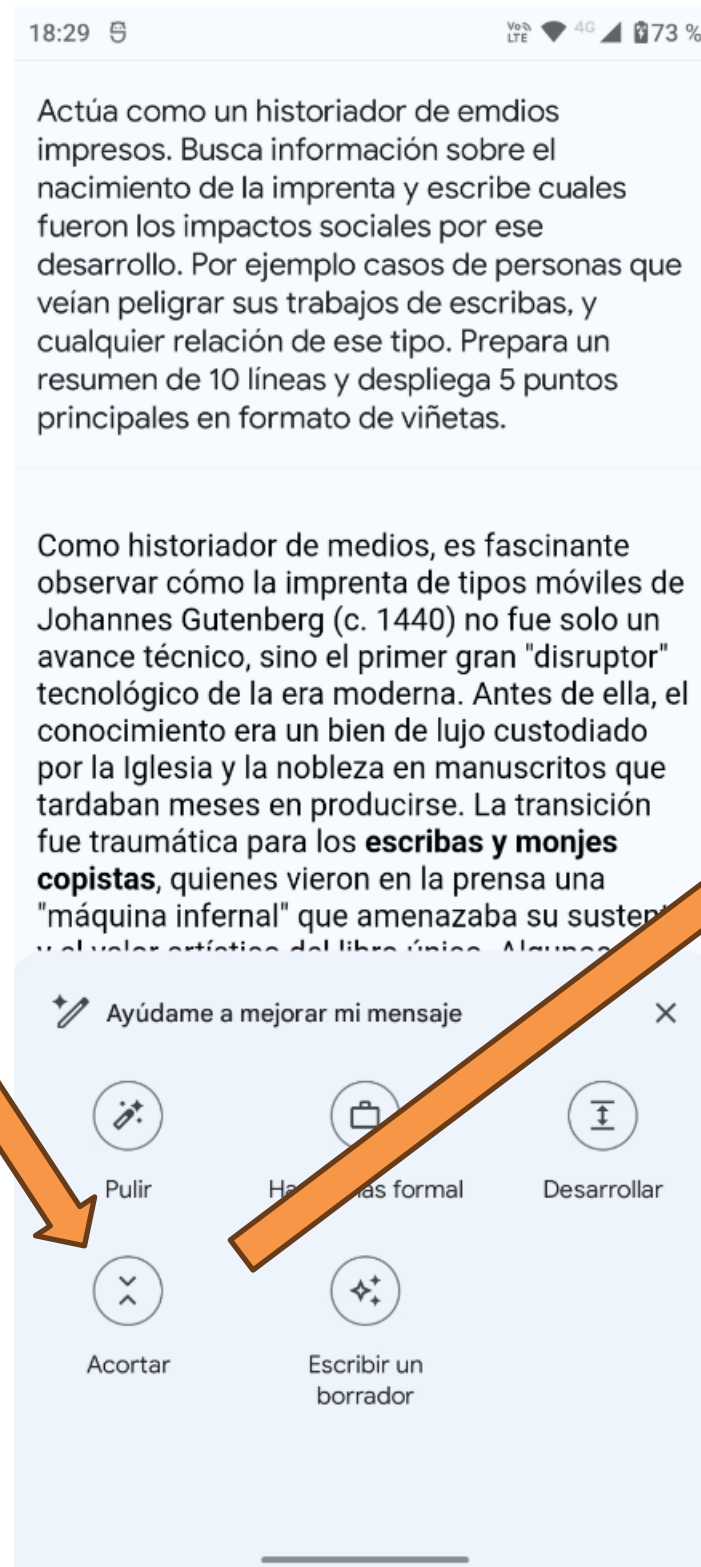 18:29
Vo LTE 4G 73 %
Actúa como un historiador de emdios
impresos. Busca información sobre el
nacimiento de la imprenta y escribe cuales
fueron los impactos sociales por ese
desarrollo. Por ejemplo casos de personas que
veían peligrar sus trabajos de escribas, y
cualquier relación de ese tipo. Prepara un
resumen de 10 líneas y despliega 5 puntos
principales en formato de viñetas.
Como historiador de medios, es fascinante
observar cómo la imprenta de tipos móviles de
Johannes Gutenberg (c. 1440) no fue solo un
avance técnico, sino el primer gran "disruptor"
tecnológico de la era moderna. Antes de ella, el
conocimiento era un bien de lujo custodiado
por la Iglesia y la nobleza en manuscritos que
tardaban meses en producirse. La transición
fue traumática para los escribas y monjes
copistas, quienes vieron en la prensa una
"máquina infernal" que amenazaba su
Ayúdame a mejorar mi mensaje
Pulir
formal
Desarrollar
Acortar
Escribir un
borrador